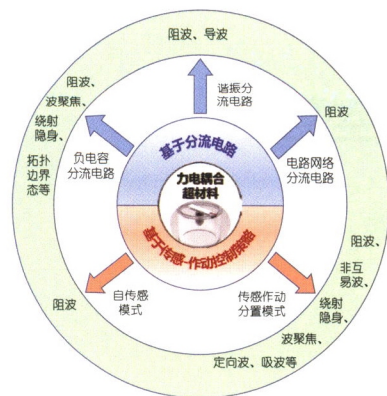 阻波、导波
谐振分
流电路
阻波、
波聚焦、
绕射
隐身、
拓扑
边界
态等
负电容
分流电路
阻波
电路网络
分流电路
基于分流电路
力电耦合
超材料
基于传感-作动控制策略
阻波
自传感
模式
传感作动
分置模式
阻波、
非互
易波、
绕射
隐身、
波聚焦、
定向波、吸波等